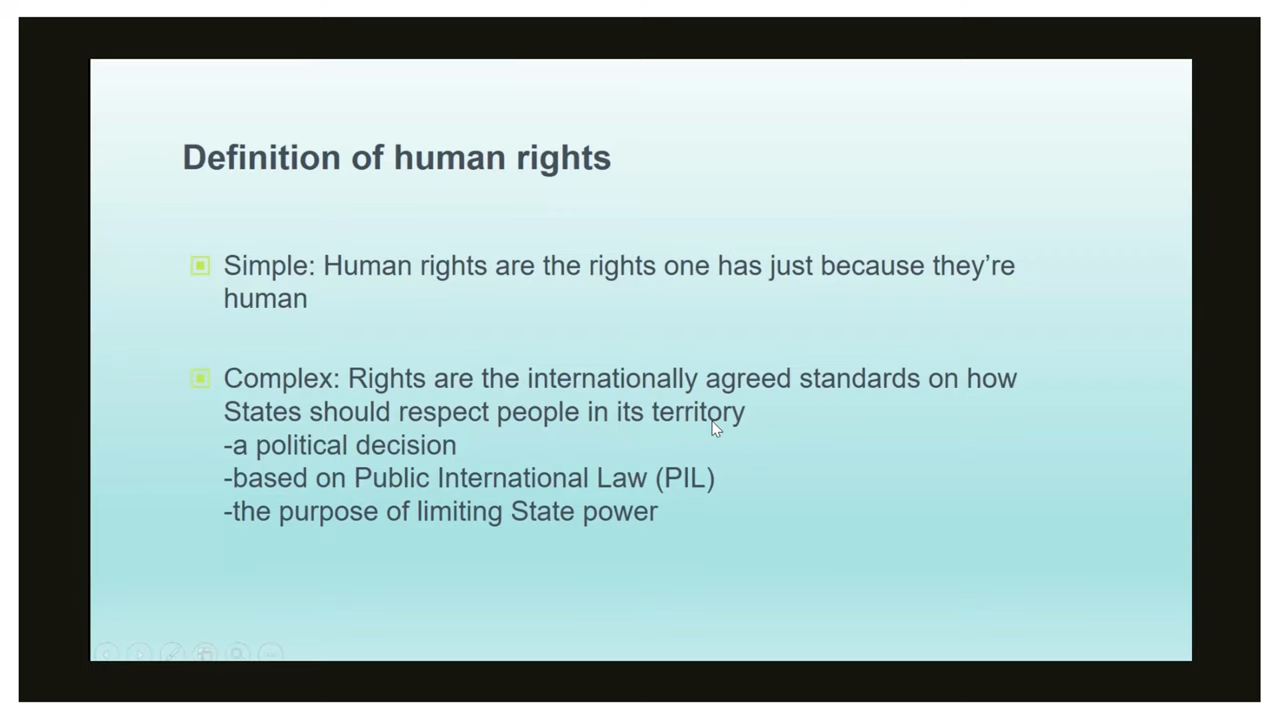 Definition of human rights
Simple: Human rights are the rights one has just because they’re
human
Complex: Rights are the internationally agreed standards on how
States should respect people in its territory
-a political decision
-based on Public International Law (PIL)
-the purpose of limiting State power